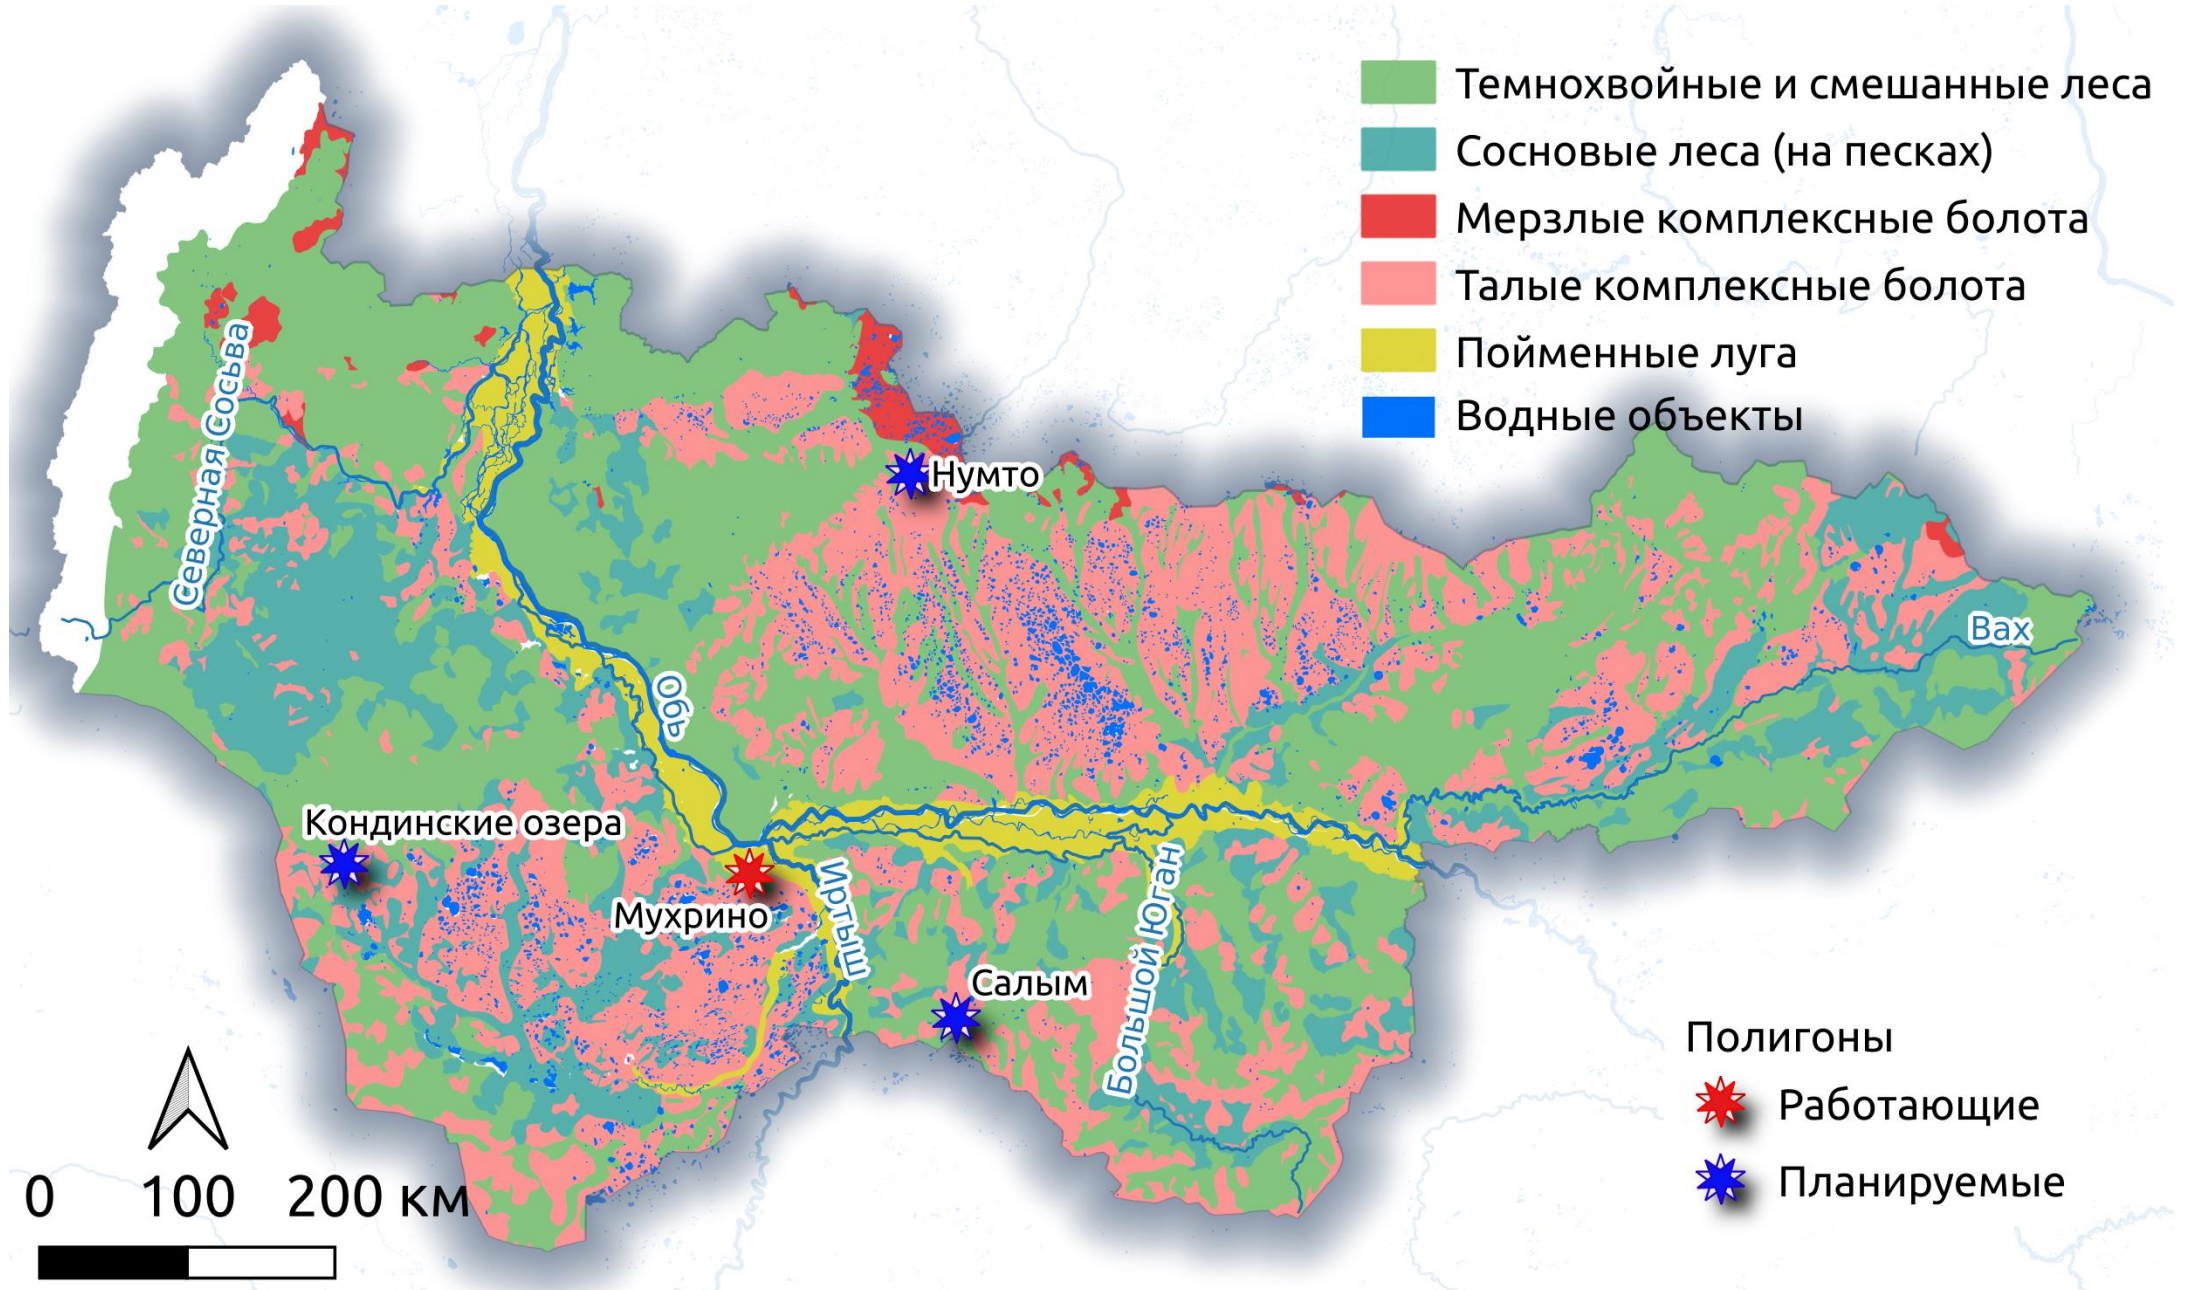 Темнохвойные и смешанные леса
Сосновые леса (на песках)
Мерзлые комплексные болота
Талые комплексные болота
Пойменные луга
Водные объекты
Северная Сосьва
Нумто
Вах
Обь
Кондинские озера
Мухрино
Иртыш
Большой Юган
Салым
Полигоны
Работающие
Планируемые
0 100 200 км